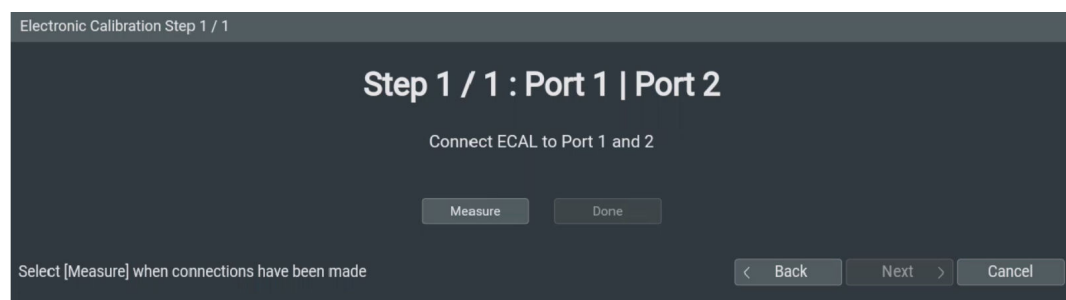 Electronic Calibration Step 1 / 1
Step 1 / 1 : Port 1 | Port 2
Connect ECAL to Port 1 and 2
Measure Done
Select [Measure] when connections have been made
< Back Next > Cancel